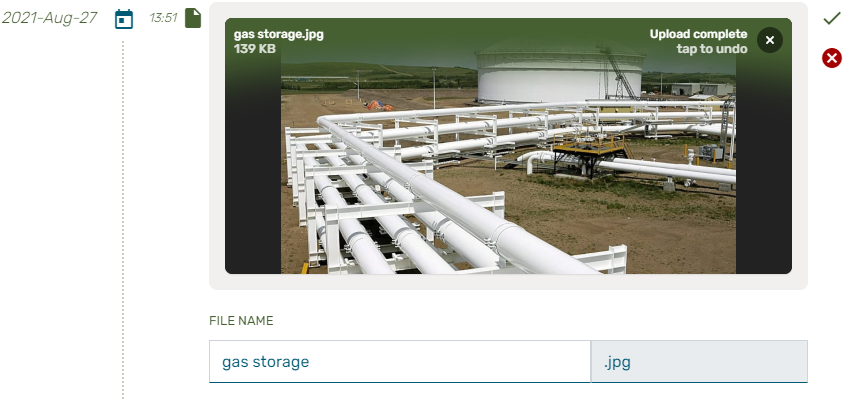 2021-Aug-27
13:51
gas storage.jpg
139 KB
Upload complete
tap to undo
FILE NAME
gas storage
.jpg